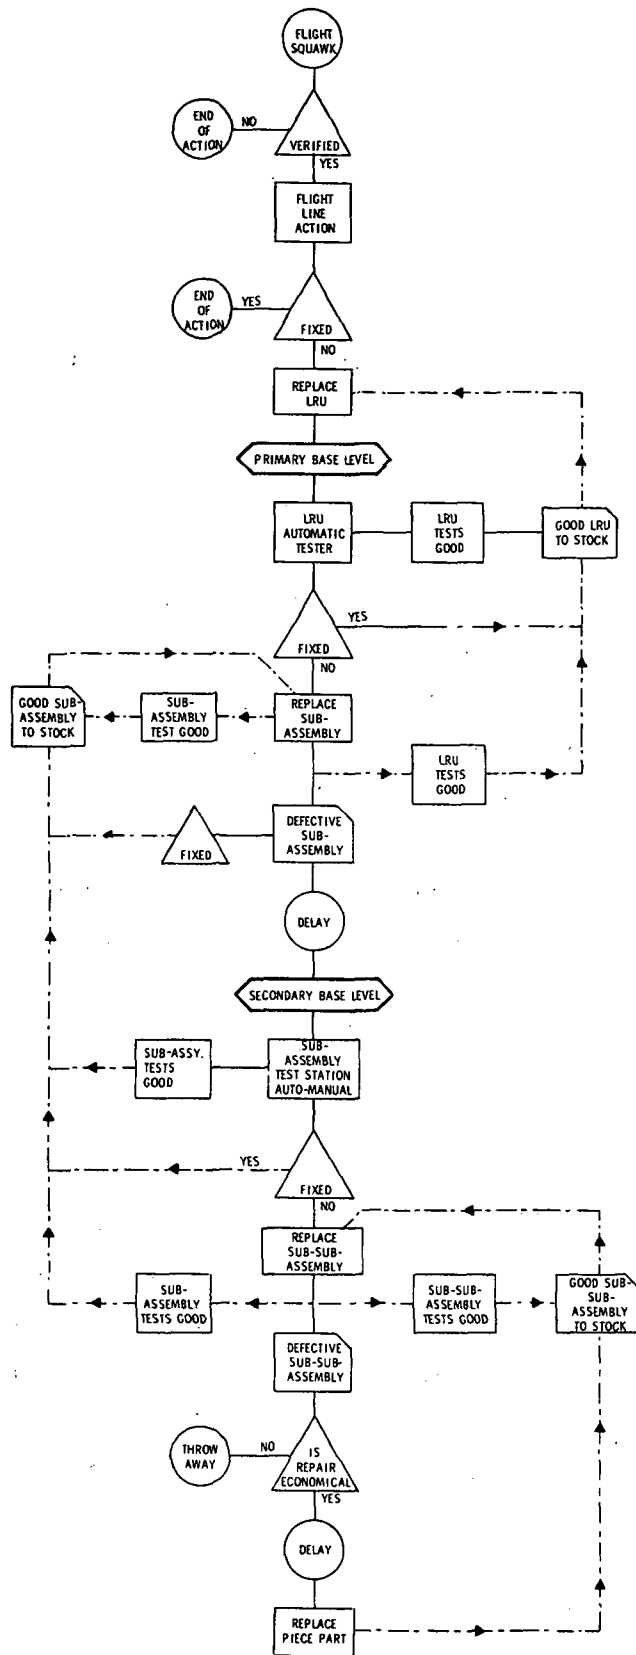 FLIGHT
SQUAWK
END
OF
ACTION
NO
VERIFIED
YES
FLIGHT
LINE
ACTION
END
OF
ACTION
YES
FIXED
NO
REPLACE
LRU
PRIMARY BASE LEVEL
LRU
AUTOMATIC
TESTER
LRU
TESTS
GOOD
GOOD LRU
TO STOCK
YES
FIXED
NO
GOOD SUB-
ASSEMBLY
TO STOCK
SUB-
ASSEMBLY
TEST GOOD
REPLACE
SUB-
ASSEMBLY
LRU
TESTS
GOOD
FIXED
DEFECTIVE
SUB-
ASSEMBLY
DELAY
SECONDARY BASE LEVEL
SUB-ASSY.
TESTS
GOOD
SUB-
ASSEMBLY
TEST STATION
AUTO-MANUAL
YES
FIXED
NO
REPLACE
SUB-SUB-
ASSEMBLY
SUB-
ASSEMBLY
TESTS GOOD
SUB-SUB-
ASSEMBLY
TESTS GOOD
GOOD SUB-
SUB-
ASSEMBLY
TO STOCK
DEFECTIVE
SUB-SUB-
ASSEMBLY
THROW
AWAY
NO
IS
REPAIR
ECONOMICAL
YES
DELAY
REPLACE
PIECE PART